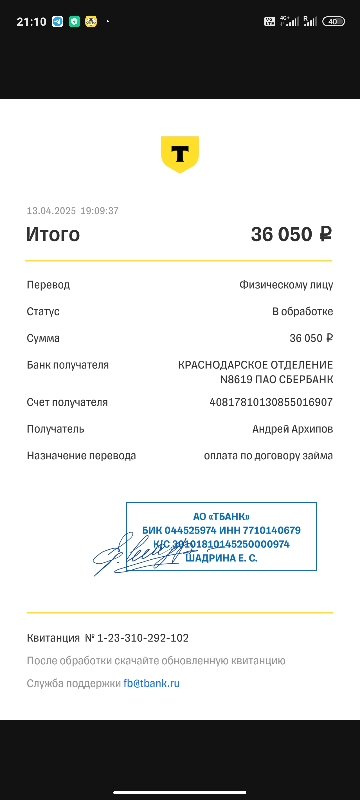 21:10
4G+
R
40
T
13.04.2025 19:09:37
Итого 36 050 ₽
Перевод Физическому лицу
Статус В обработке
Сумма 36 050 ₽
Банк получателя КРАСНОДАРСКОЕ ОТДЕЛЕНИЕ
N8619 ПАО СБЕРБАНК
Счет получателя 40817810130855016907
Получатель Андрей Архипов
Назначение перевода оплата по договору займа
АО «ТБАНК»
БИК 044525974 ИНН 7710140679
К/С 30101810145250000974
ШАДРИНА Е. С.
Квитанция № 1-23-310-292-102
После обработки скачайте обновленную квитанцию
Служба поддержки fb@tbank.ru